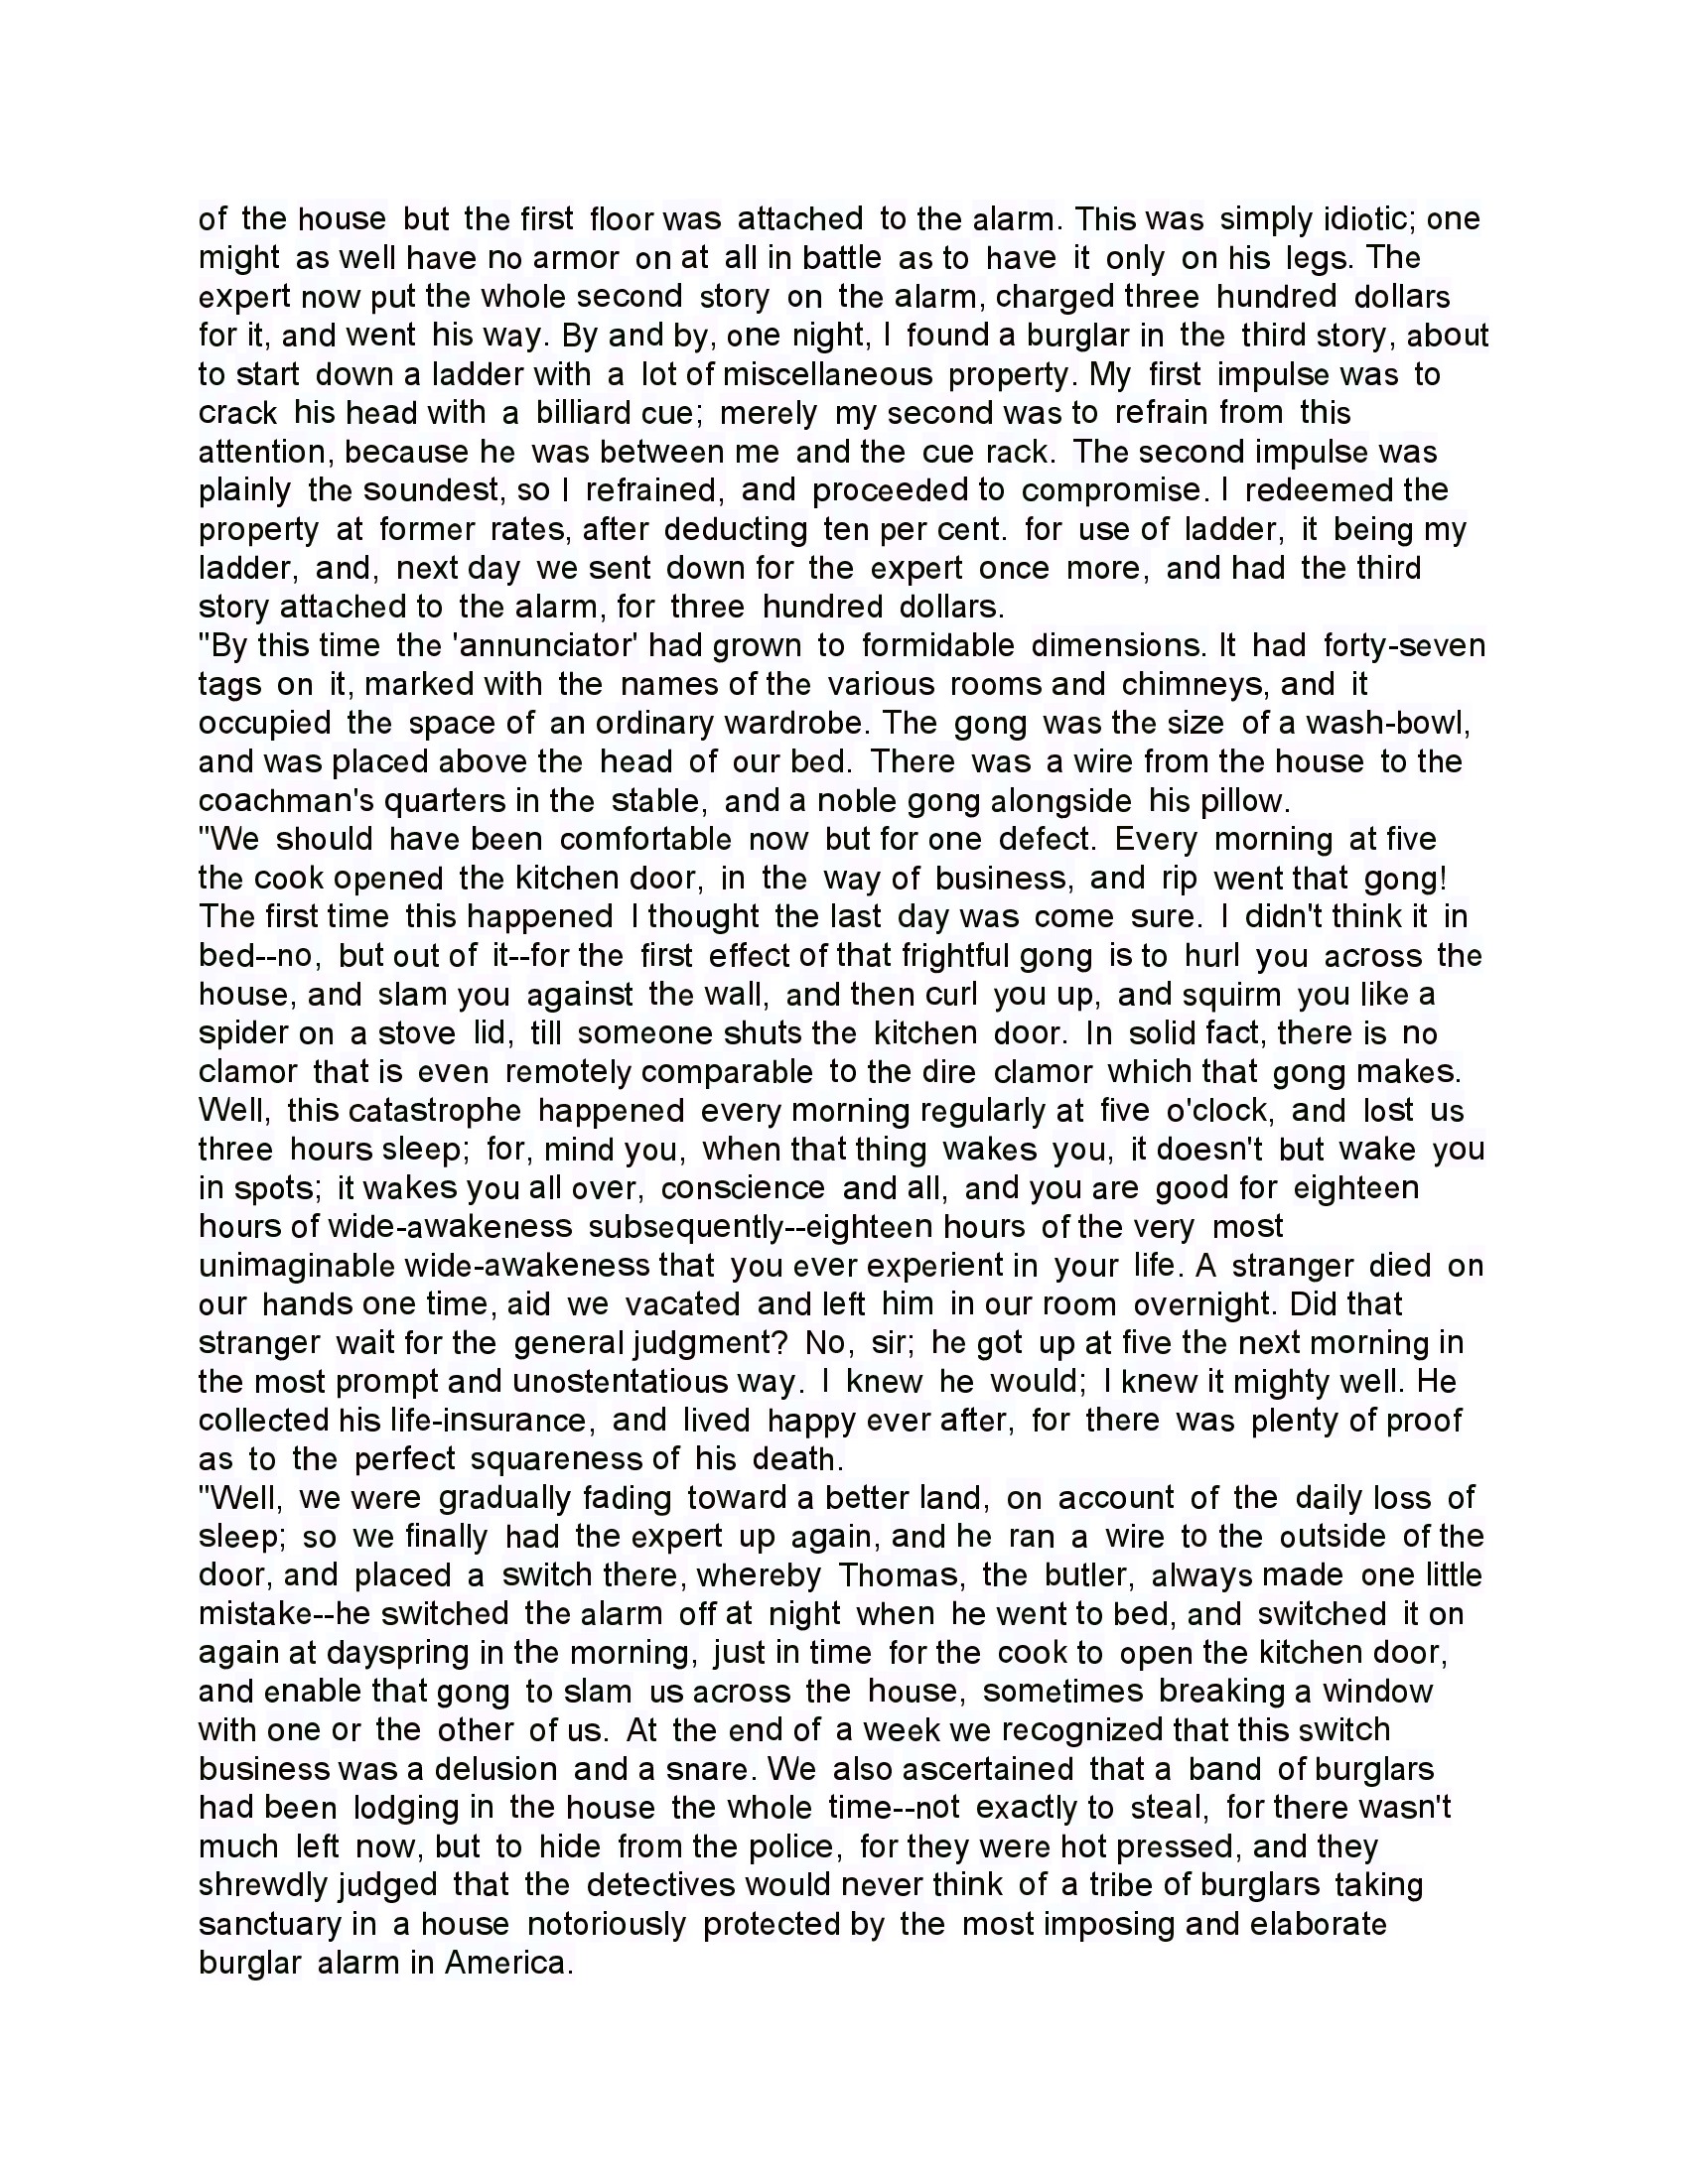 of the house but the first floor was attached to the alarm. This was simply idiotic; one
might as well have no armor on at all in battle as to have it only on his legs. The
expert now put the whole second story on the alarm, charged three hundred dollars
for it, and went his way. By and by, one night, I found a burglar in the third story, about
to start down a ladder with a lot of miscellaneous property. My first impulse was to
crack his head with a billiard cue; merely my second was to refrain from this
attention, because he was between me and the cue rack. The second impulse was
plainly the soundest, so I refrained, and proceeded to compromise. I redeemed the
property at former rates, after deducting ten per cent. for use of ladder, it being my
ladder, and, next day we sent down for the expert once more, and had the third
story attached to the alarm, for three hundred dollars.
"By this time the 'annunciator' had grown to formidable dimensions. It had forty-seven
tags on it, marked with the names of the various rooms and chimneys, and it
occupied the space of an ordinary wardrobe. The gong was the size of a wash-bowl,
and was placed above the head of our bed. There was a wire from the house to the
coachman's quarters in the stable, and a noble gong alongside his pillow.
"We should have been comfortable now but for one defect. Every morning at five
the cook opened the kitchen door, in the way of business, and rip went that gong!
The first time this happened I thought the last day was come sure. I didn't think it in
bed--no, but out of it--for the first effect of that frightful gong is to hurl you across the
house, and slam you against the wall, and then curl you up, and squirm you like a
spider on a stove lid, till someone shuts the kitchen door. In solid fact, there is no
clamor that is even remotely comparable to the dire clamor which that gong makes.
Well, this catastrophe happened every morning regularly at five o'clock, and lost us
three hours sleep; for, mind you, when that thing wakes you, it doesn't but wake you
in spots; it wakes you all over, conscience and all, and you are good for eighteen
hours of wide-awakeness subsequently--eighteen hours of the very most
unimaginable wide-awakeness that you ever experient in your life. A stranger died on
our hands one time, aid we vacated and left him in our room overnight. Did that
stranger wait for the general judgment? No, sir; he got up at five the next morning in
the most prompt and unostentatious way. I knew he would; I knew it mighty well. He
collected his life-insurance, and lived happy ever after, for there was plenty of proof
as to the perfect squareness of his death.
"Well, we were gradually fading toward a better land, on account of the daily loss of
sleep; so we finally had the expert up again, and he ran a wire to the outside of the
door, and placed a switch there, whereby Thomas, the butler, always made one little
mistake--he switched the alarm off at night when he went to bed, and switched it on
again at dayspring in the morning, just in time for the cook to open the kitchen door,
and enable that gong to slam us across the house, sometimes breaking a window
with one or the other of us. At the end of a week we recognized that this switch
business was a delusion and a snare. We also ascertained that a band of burglars
had been lodging in the house the whole time--not exactly to steal, for there wasn't
much left now, but to hide from the police, for they were hot pressed, and they
shrewdly judged that the detectives would never think of a tribe of burglars taking
sanctuary in a house notoriously protected by the most imposing and elaborate
burglar alarm in America.